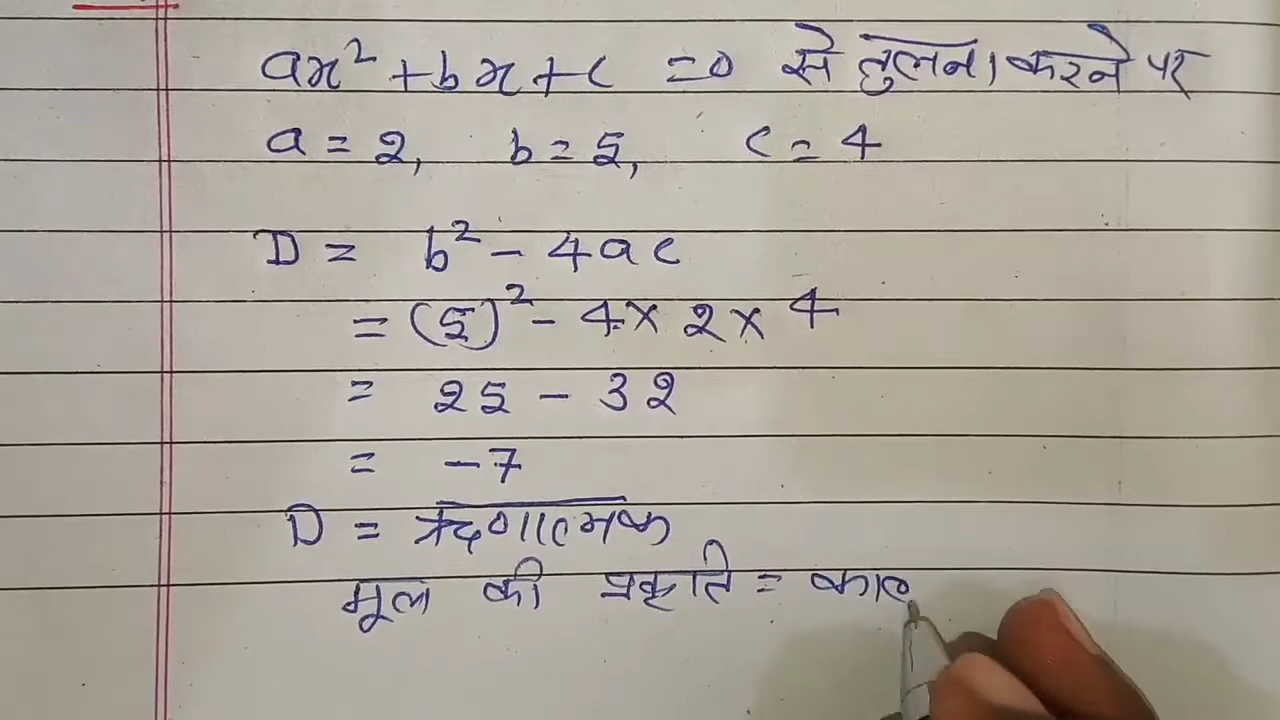 ax² + bx + c = 0 से तुलना करने पर
a = 2, b = 5, c = 4
D = b² - 4ac
= (5)² - 4 × 2 × 4
= 25 - 32
= -7
D = ऋणात्मक
मूल की प्रकृति = काल